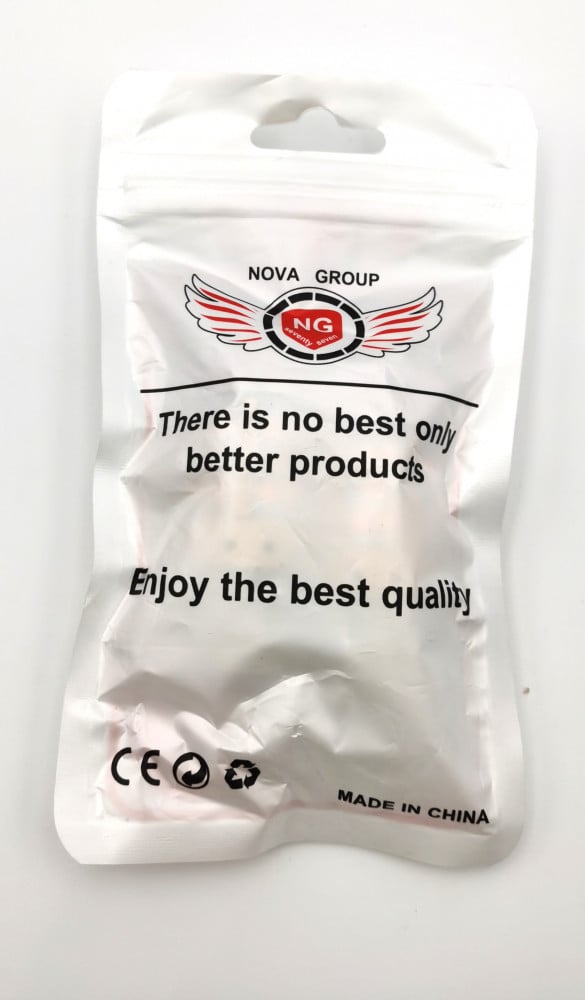 NOVA GROUP
NG
seventy seven
There is no best only
better products
Enjoy the best quality
CE
MADE IN CHINA